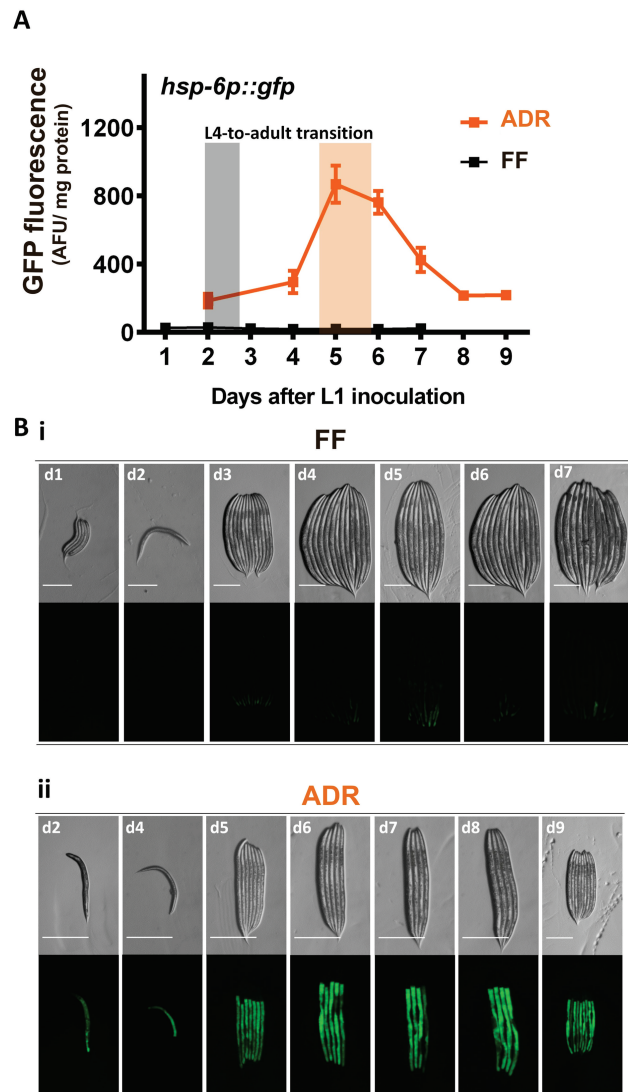 A
hsp-6p::gfp
L4-to-adult transition
ADR
FF
GFP fluorescence
(AFU/ mg protein)
1200
800
400
0
1 2 3 4 5 6 7 8 9
Days after L1 inoculation
B i
FF
d1 d2 d3 d4 d5 d6 d7
ii
ADR
d2 d4 d5 d6 d7 d8 d9